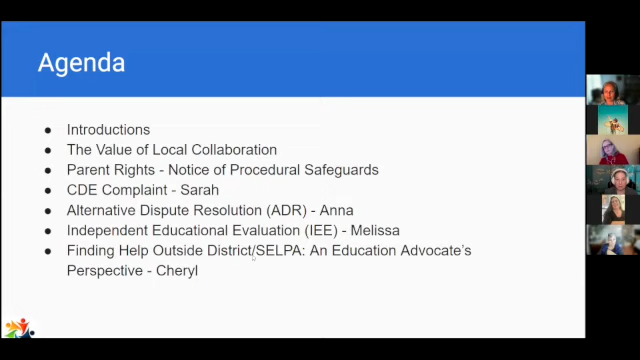 Agenda
● Introductions
● The Value of Local Collaboration
● Parent Rights - Notice of Procedural Safeguards
● CDE Complaint - Sarah
● Alternative Dispute Resolution (ADR) - Anna
● Independent Educational Evaluation (IEE) - Melissa
● Finding Help Outside District/SELPA: An Education Advocate's
Perspective - Cheryl